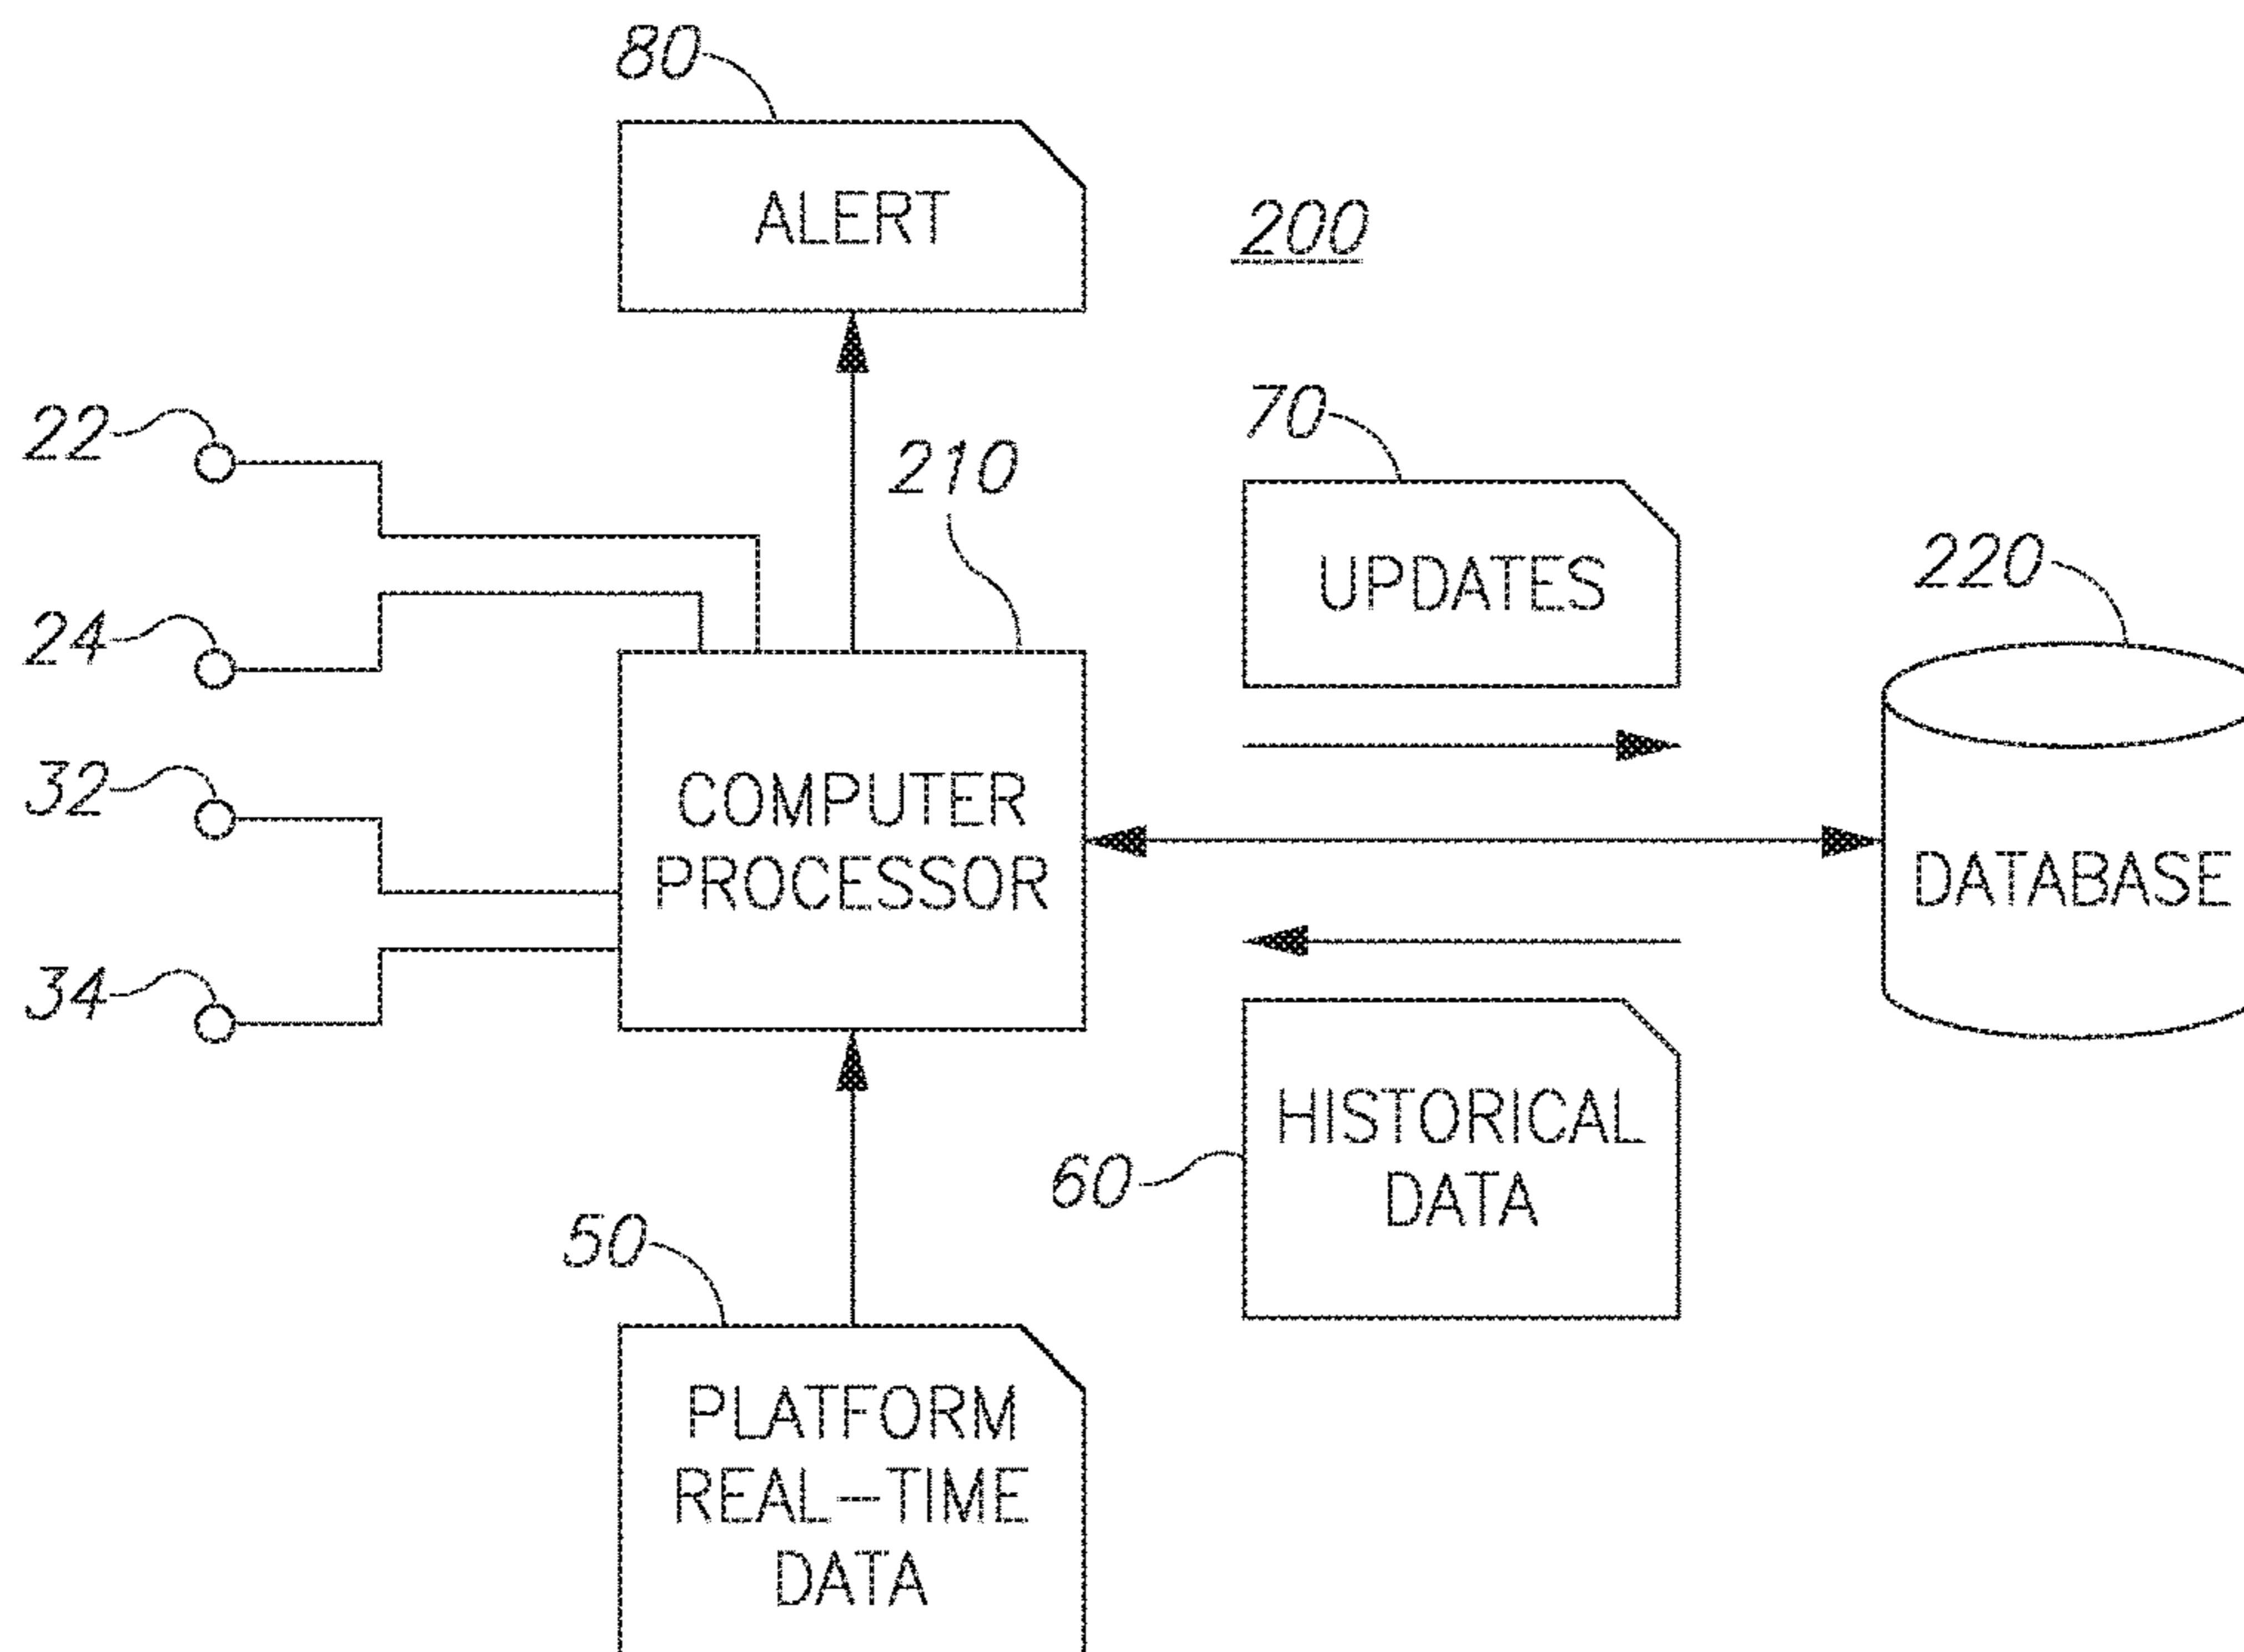 80
ALERT
200
22
210
70
UPDATES
220
24
32
COMPUTER
PROCESSOR
DATABASE
34
HISTORICAL
DATA
60
50
PLATFORM
REAL-TIME
DATA